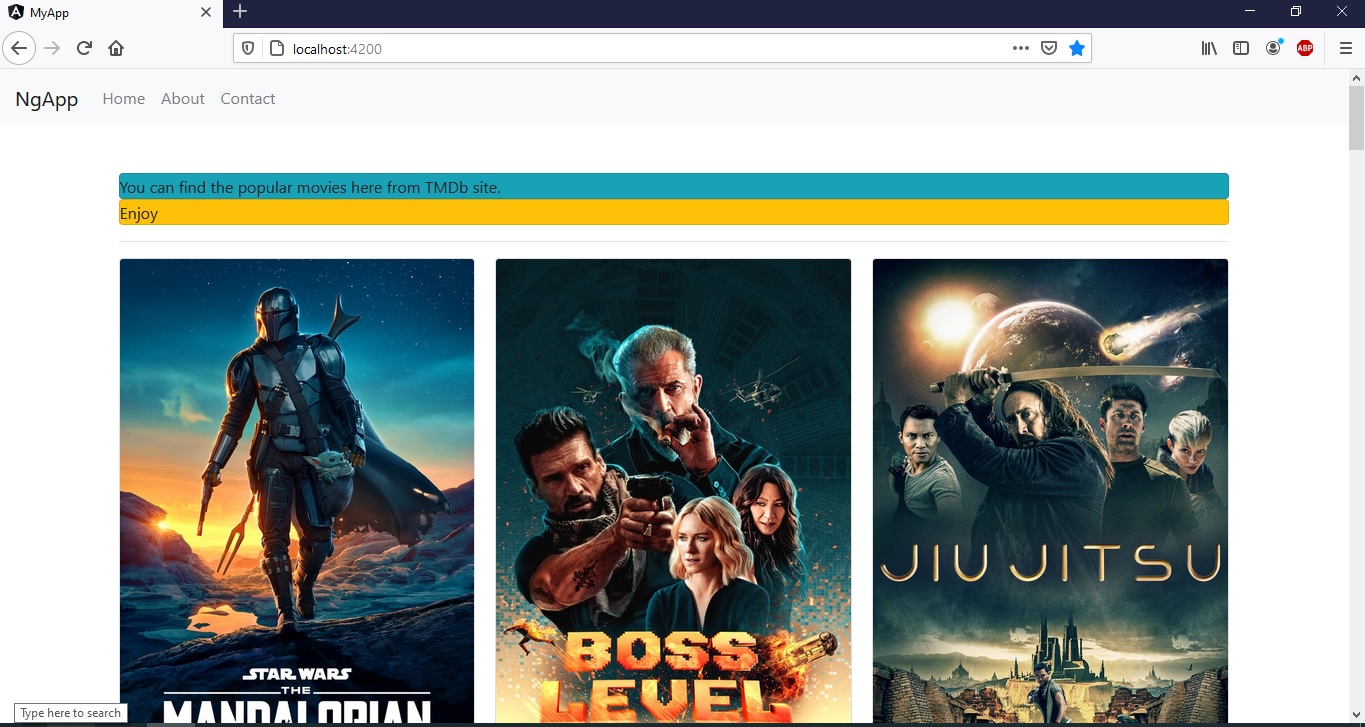 MyApp
localhost:4200
ABP
NgApp Home About Contact
You can find the popular movies here from TMDb site.
Enjoy
STAR WARS
THE
MANDALORIAN
BOSS
LEVEL
JIU JITSU
Type here to search